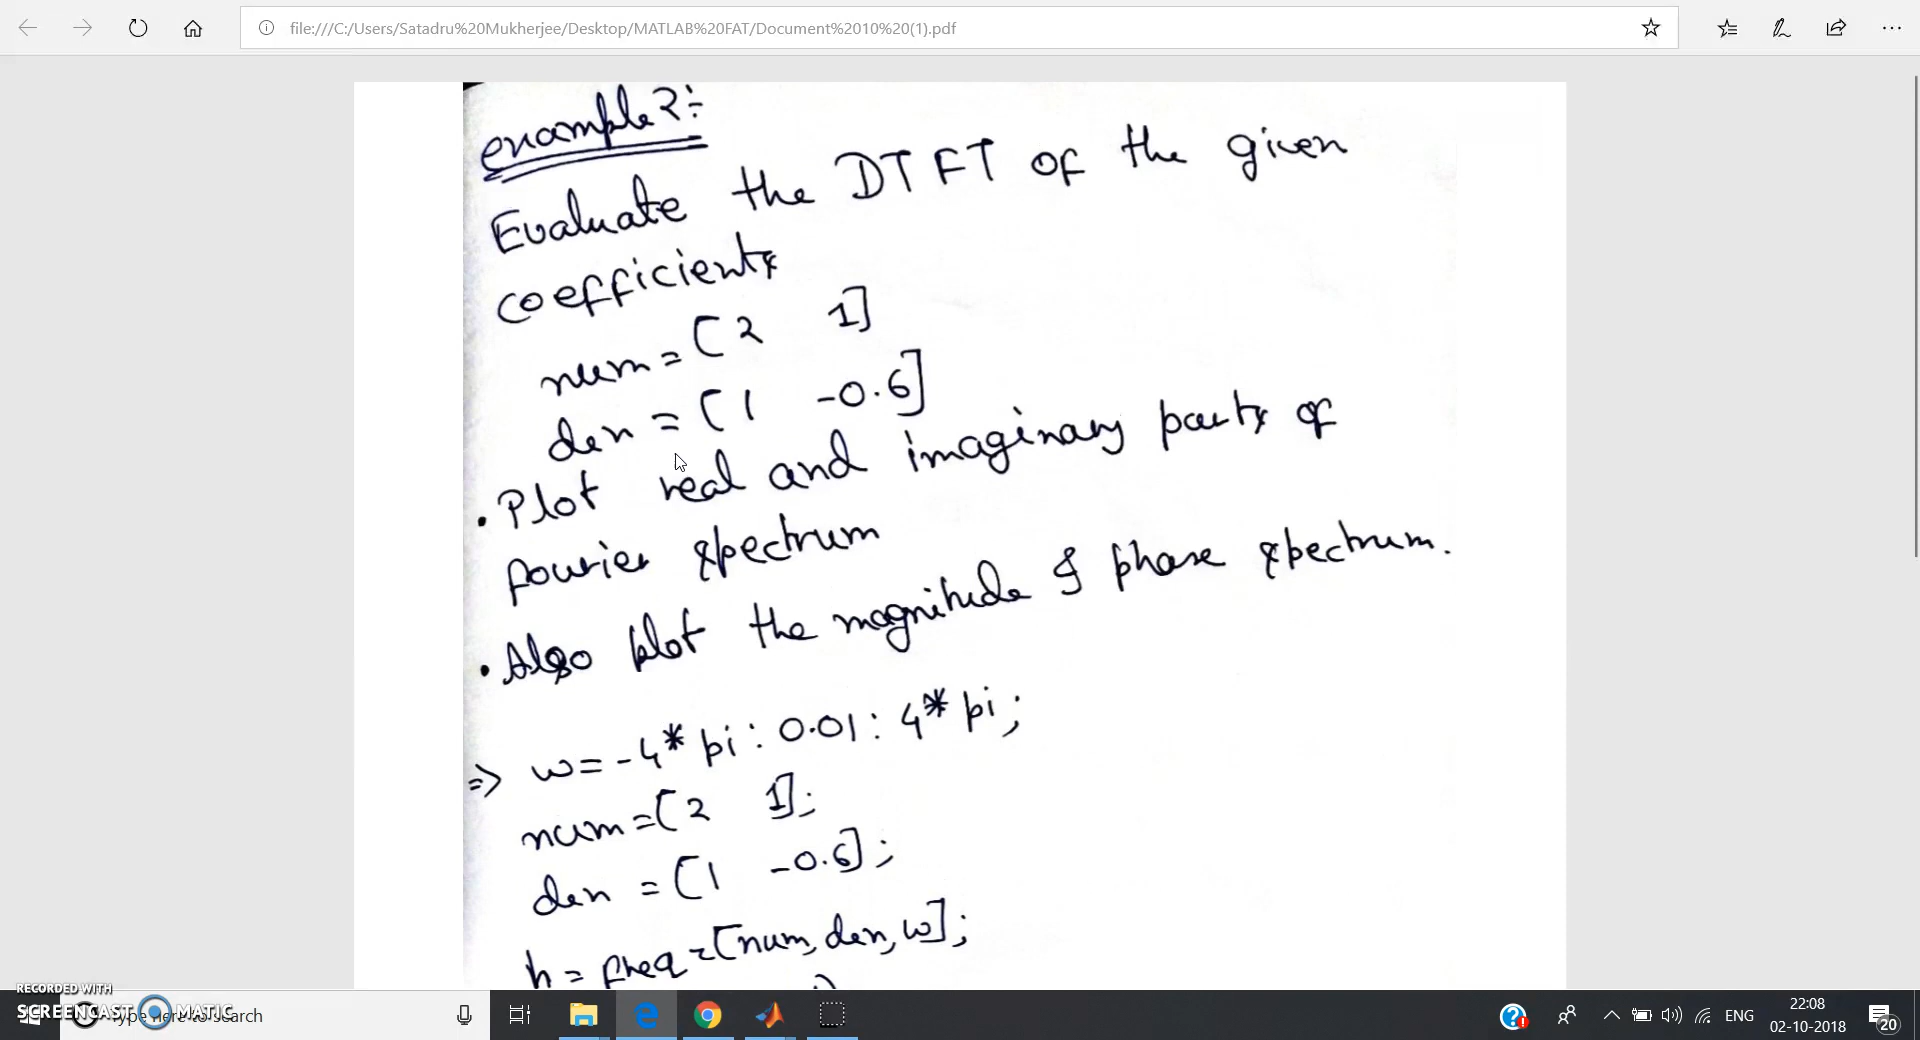 file:///C:/Users/Satadru%20Mukherjee/Desktop/MATLAB%20FAT/Document%2010%20(1).pdf
example 2:-
Evaluate the DTFT of the given
coefficients
num = [2 1]
den = [1 -0.6]
• Plot real and imaginary parts of
fourier spectrum
• Also plot the magnitude & phase spectrum.
=> w = -4*pi:0.01:4*pi;
num = [2 1];
den = [1 -0.6];
h = freqz[num, den, w];
RECORDED WITH
SCREENCAST MATIC
Type here to search
ENG
22:08
02-10-2018
20